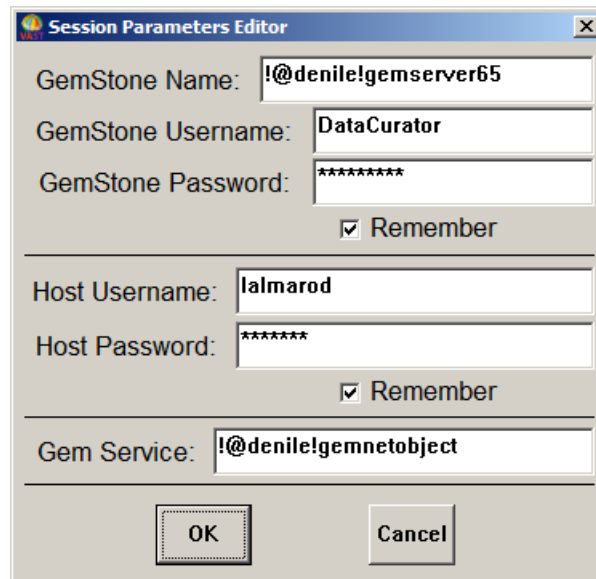 VAST
Session Parameters Editor
GemStone Name: !@denile!gemserver65
GemStone Username: DataCurator
GemStone Password: *********
Remember
Host Username: lalmarod
Host Password: *******
Remember
Gem Service: !@denile!gemnetobject
OK Cancel